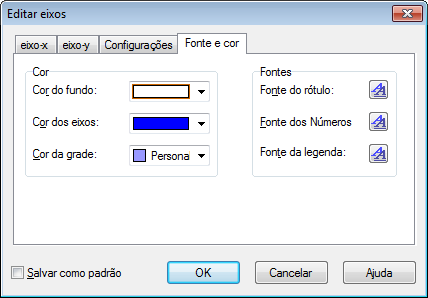 Editar eixos
eixo-x eixo-y Configurações Fonte e cor
Cor
Cor do fundo:
Cor dos eixos:
Cor da grade: Persona
Fontes
Fonte do rótulo:
Fonte dos Números
Fonte da legenda:
Salvar como padrão OK Cancelar Ajuda